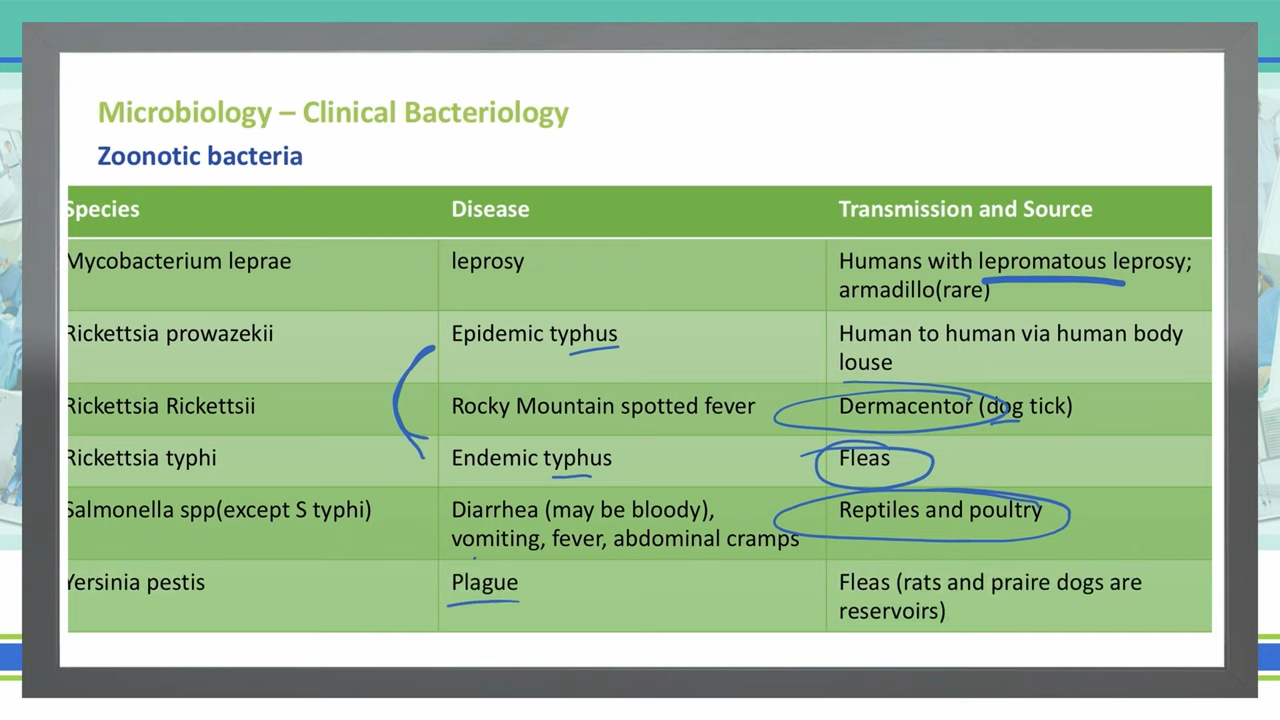 Microbiology – Clinical Bacteriology
Zoonotic bacteria
Species Disease Transmission and Source
Mycobacterium leprae leprosy Humans with lepromatous leprosy;
armadillo(rare)
Rickettsia prowazekii Epidemic typhus Human to human via human body
louse
Rickettsia Rickettsii Rocky Mountain spotted fever Dermacentor (dog tick)
Rickettsia typhi Endemic typhus Fleas
Salmonella spp(except S typhi) Diarrhea (may be bloody), Reptiles and poultry
vomiting, fever, abdominal cramps
Yersinia pestis Plague Fleas (rats and praire dogs are
reservoirs)